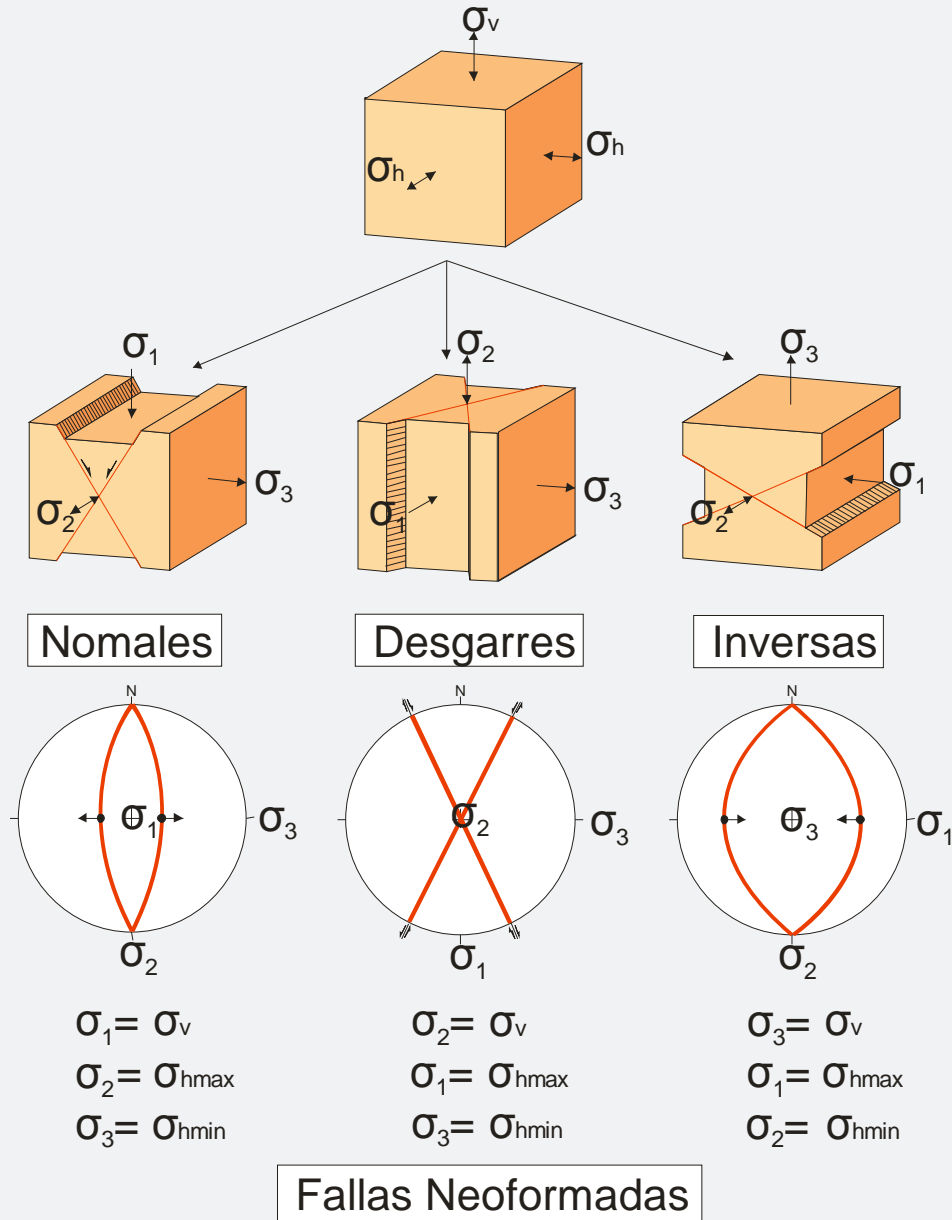 σv
σh
σh
σ1
σ2
σ3
σ2
σ3
σ1
σ3
σ2
σ1
Nomales
Desgarres
Inversas
N
N
N
σ1
σ3
σ2
σ3
σ3
σ1
σ2
σ1
σ2
σ1= σv
σ2= σv
σ3= σv
σ2= σhmax
σ1= σhmax
σ1= σhmax
σ3= σhmin
σ3= σhmin
σ2= σhmin
Fallas Neoformadas